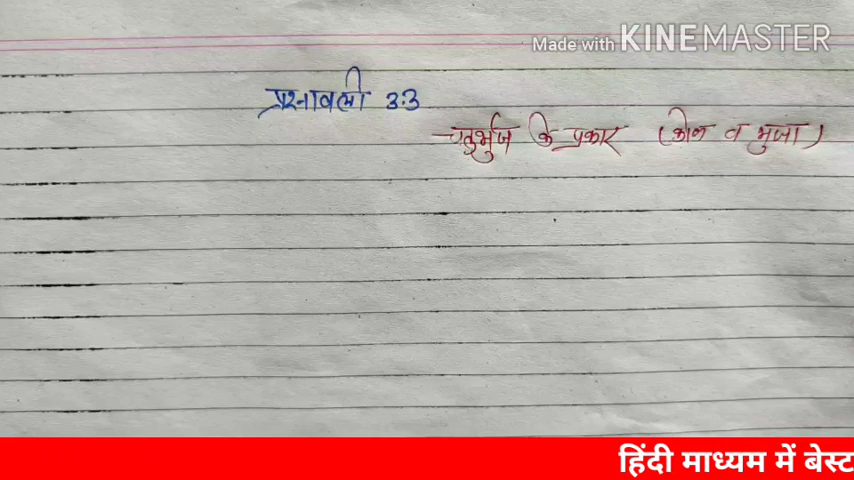 Made with KINEMASTER
प्रश्नावली 3.3
चतुर्भुज के प्रकार (कोण व भुजा)
हिंदी माध्यम में बेस्ट